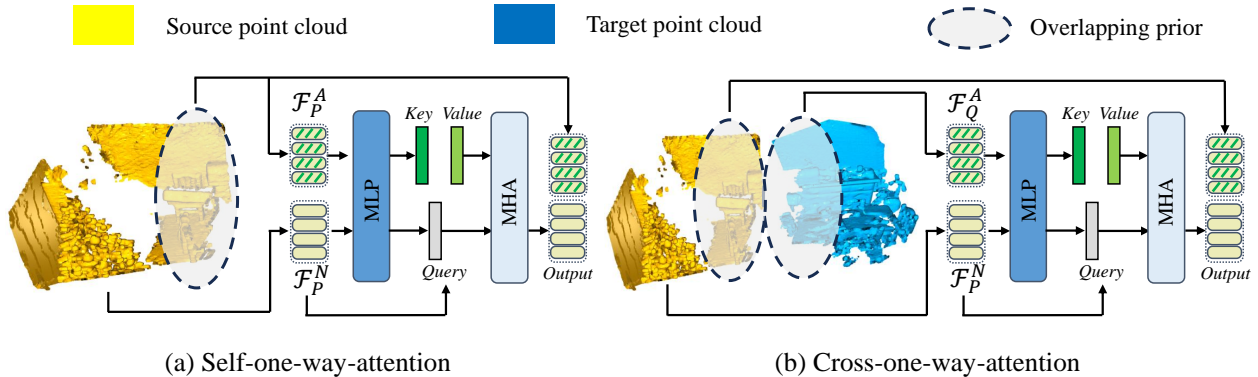 Source point cloud
Target point cloud
Overlapping prior
ℱ_P^A
Key
Value
MLP
MHA
Query
ℱ_P^N
Output
(a) Self-one-way-attention
ℱ_Q^A
Key
Value
MLP
MHA
Query
ℱ_P^N
Output
(b) Cross-one-way-attention